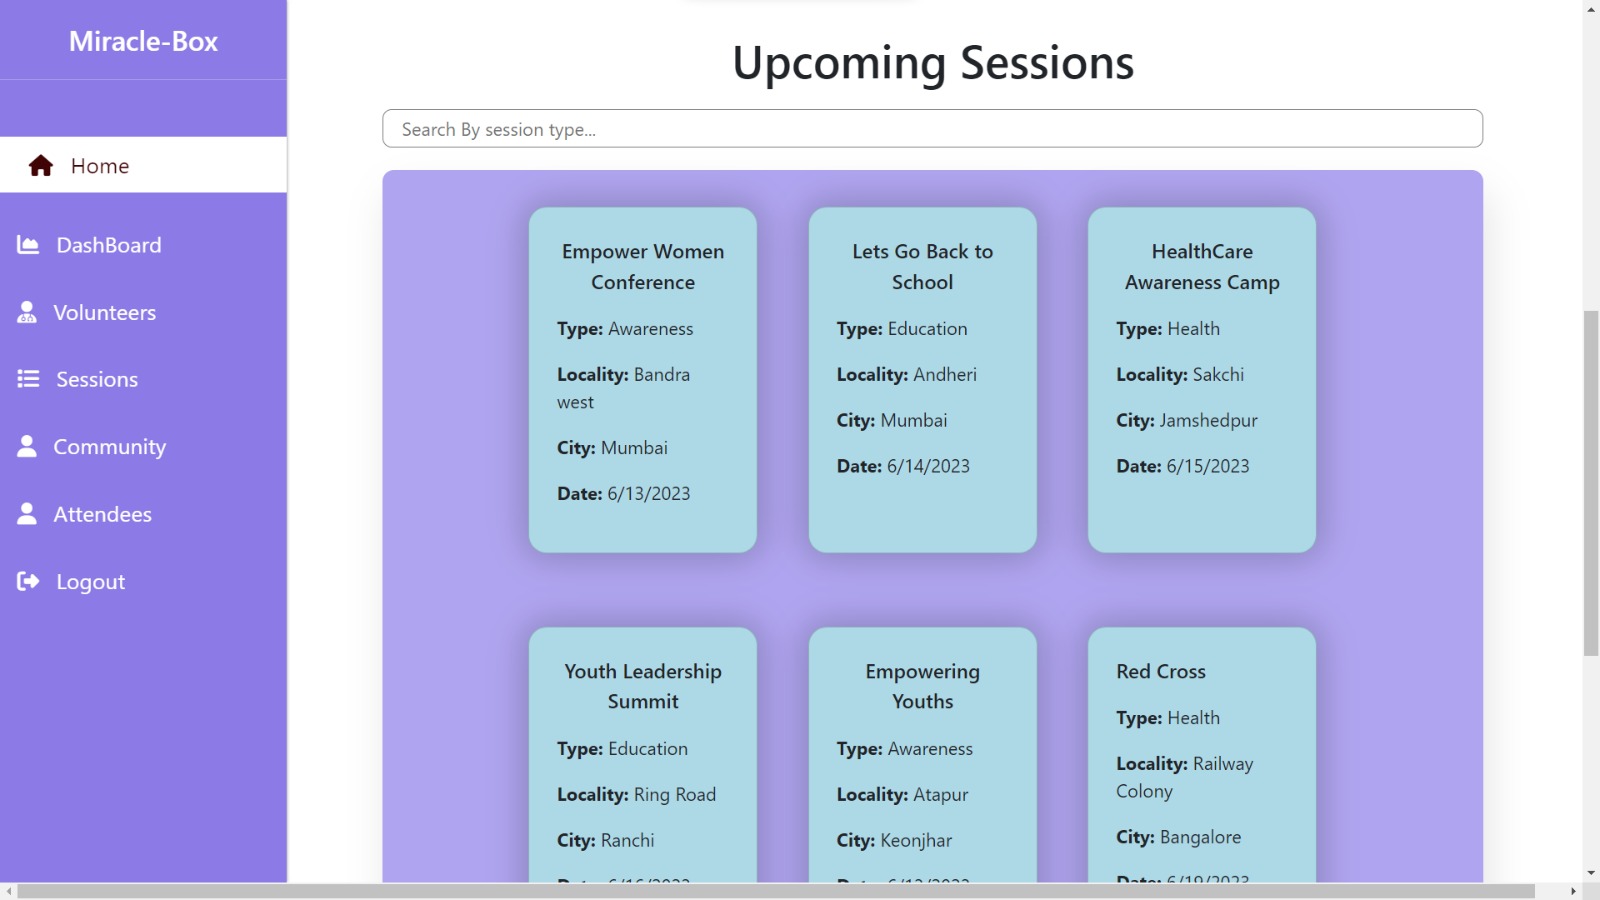 Miracle-Box
Home
DashBoard
Volunteers
Sessions
Community
Attendees
Logout
Upcoming Sessions
Search By session type...
Empower Women
Conference
Type: Awareness
Locality: Bandra
west
City: Mumbai
Date: 6/13/2023
Lets Go Back to
School
Type: Education
Locality: Andheri
City: Mumbai
Date: 6/14/2023
HealthCare
Awareness Camp
Type: Health
Locality: Sakchi
City: Jamshedpur
Date: 6/15/2023
Youth Leadership
Summit
Type: Education
Locality: Ring Road
City: Ranchi
Empowering
Youths
Type: Awareness
Locality: Atapur
City: Keonjhar
Red Cross
Type: Health
Locality: Railway
Colony
City: Bangalore
Date: 6/19/2023